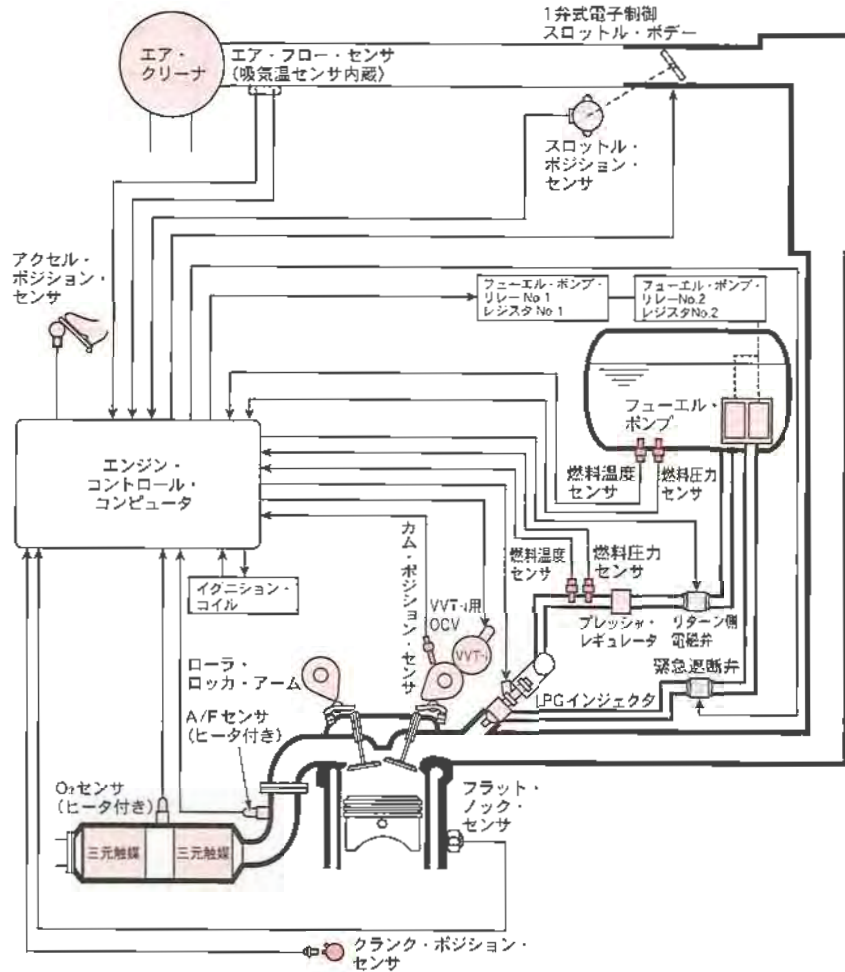 1弁式電子制御
スロットル・ボデー
エア・
クリーナ
エア・フロー・センサ
(吸気温センサ内蔵)
スロットル・
ポジション・
センサ
アクセル・
ポジション・
センサ
フューエル・ポンプ・
リレーNo.1
レジスタNo.1
フューエル・ポンプ・
リレーNo.2
レジスタNo.2
フューエル・
ポンプ
燃料温度
センサ
燃料圧力
センサ
エンジン・
コントロール・
コンピュータ
イグニション・
コイル
カム・ポジション・センサ
VVT-i用
OCV
VVT-i
燃料温度
センサ
燃料圧力
センサ
プレッシャ・
レギュレータ
リターン側
電磁弁
緊急遮断弁
LPGインジェクタ
ローラ・
ロッカ・アーム
A/Fセンサ
(ヒータ付き)
O₂センサ
(ヒータ付き)
三元触媒
三元触媒
フラット・
ノック・
センサ
クランク・ポジション・
センサ